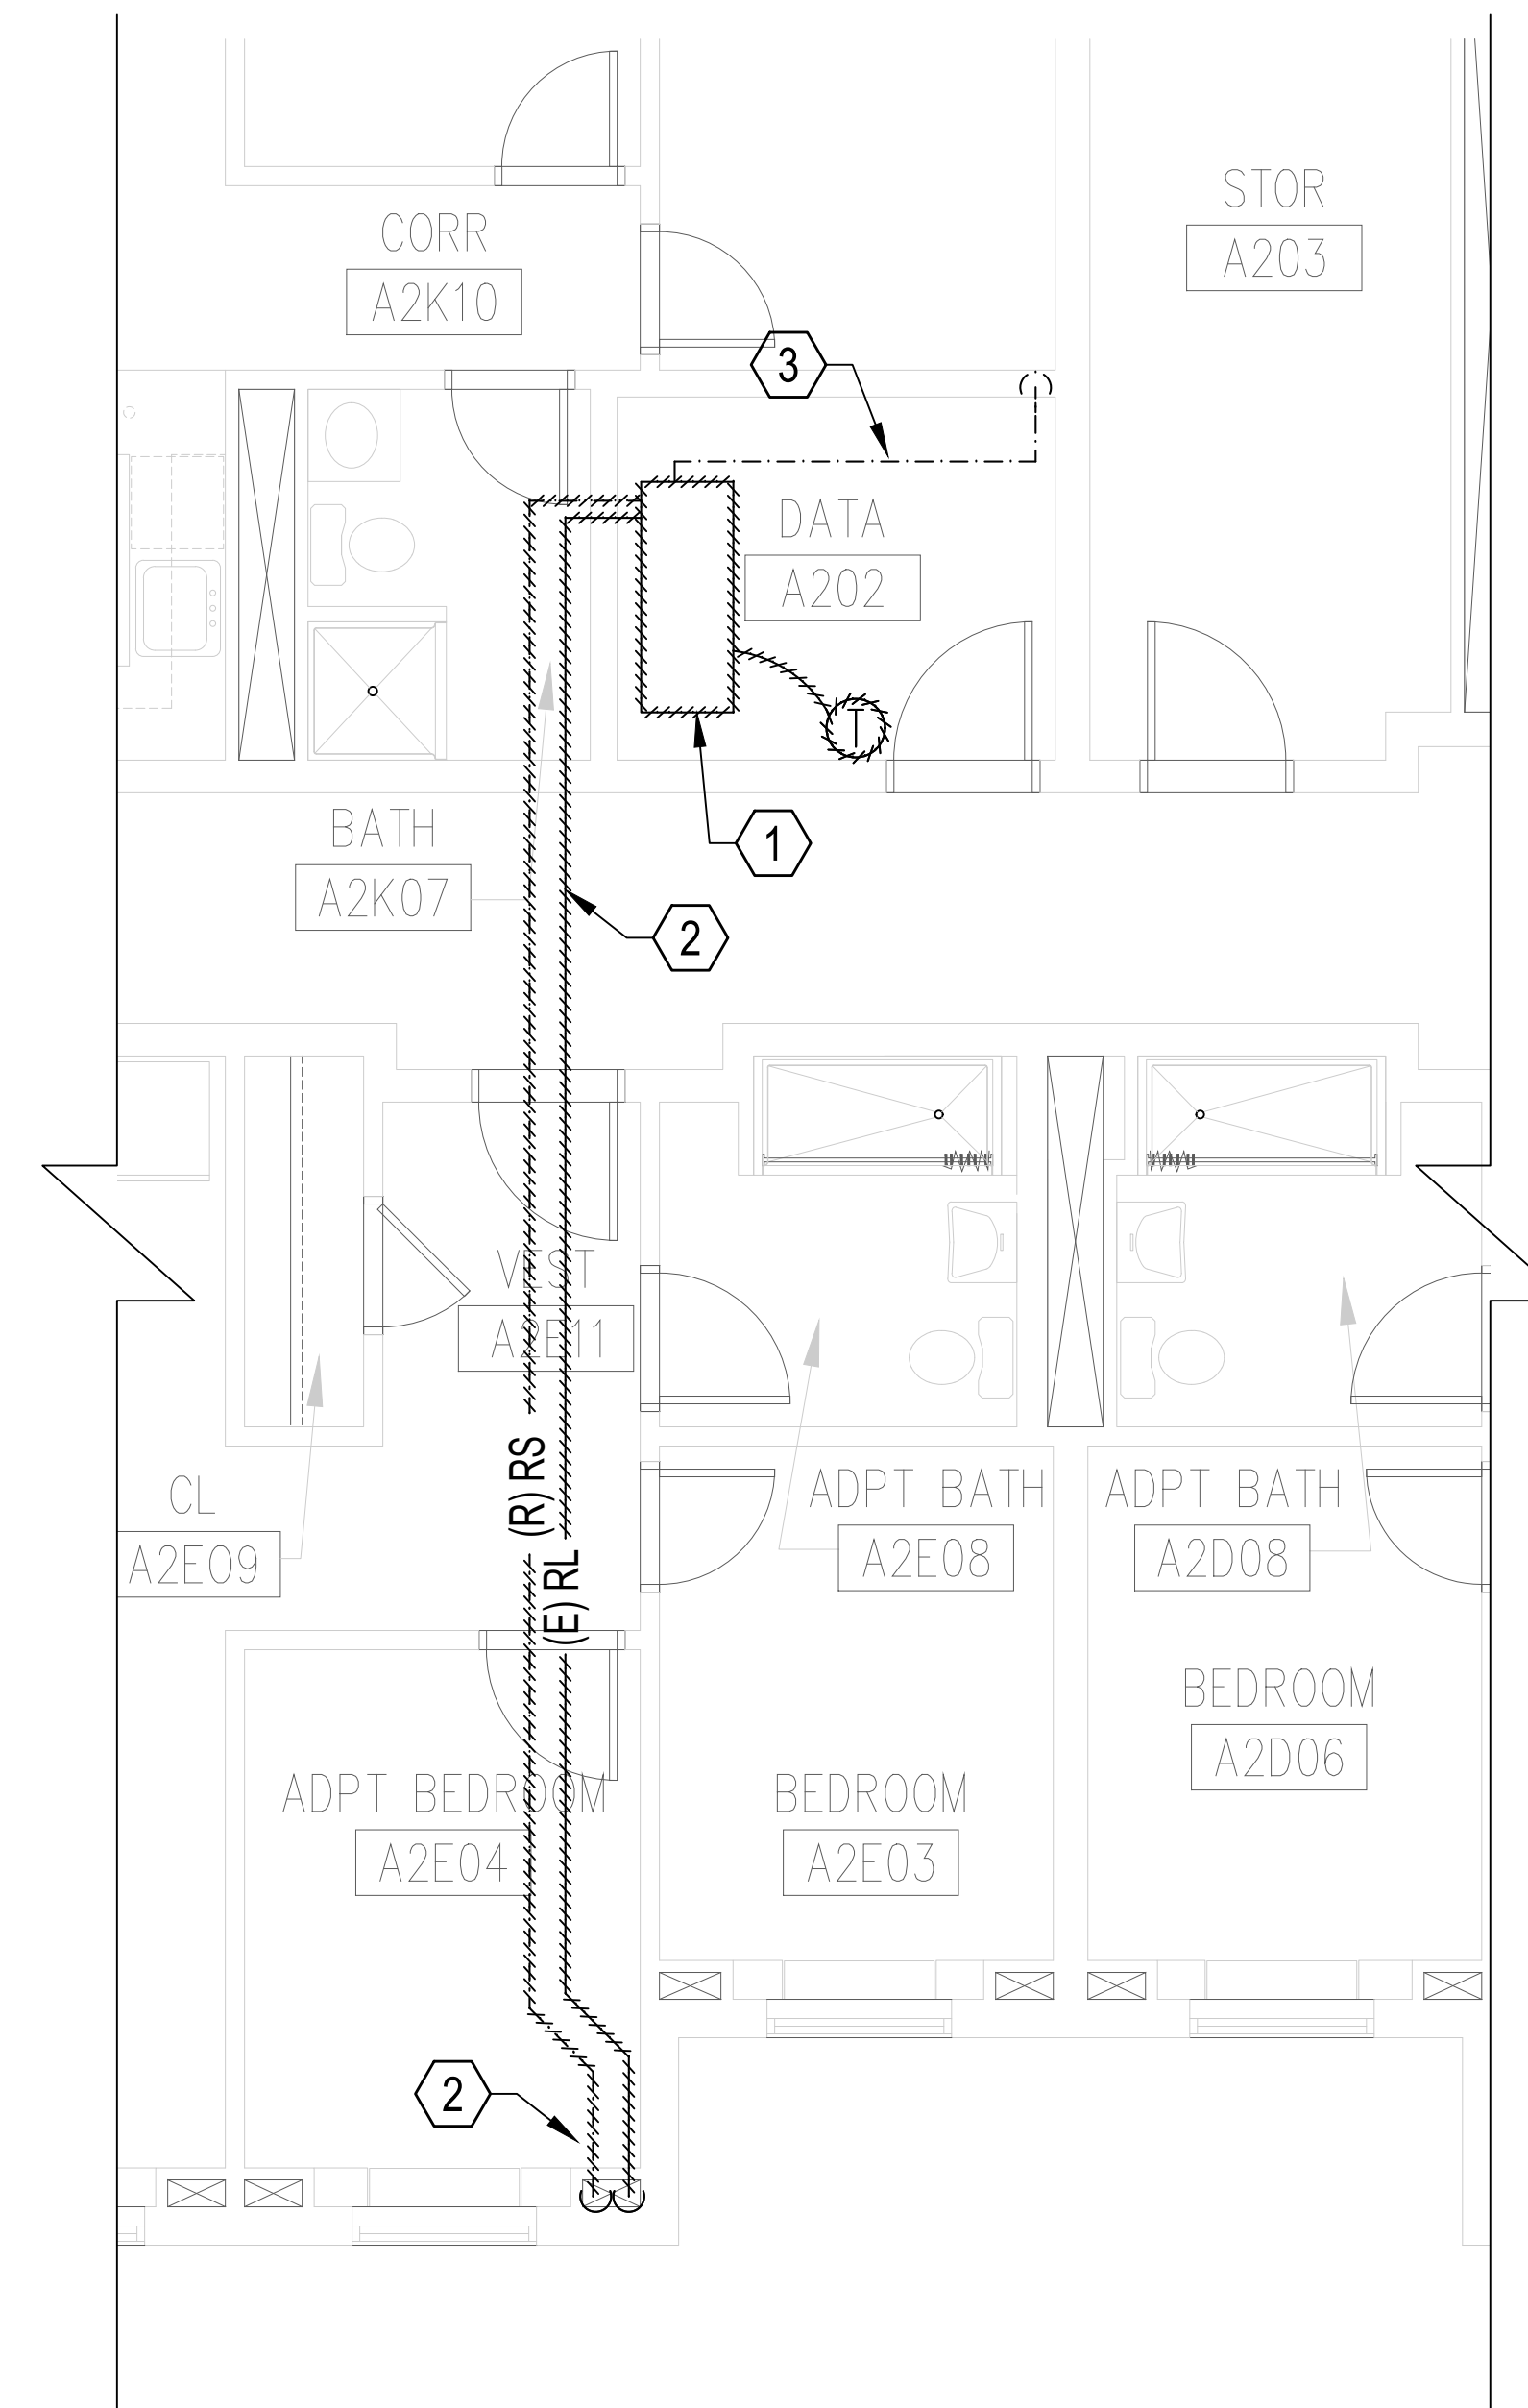 CORR
A2K10
STOR
A203
3
DATA
A202
T
1
BATH
A2K07
2
VEST
A2E11
(R) RS
(E) RL
CL
A2E09
ADPT BATH
A2E08
ADPT BATH
A2D08
BEDROOM
A2D06
ADPT BEDROOM
A2E04
BEDROOM
A2E03
2